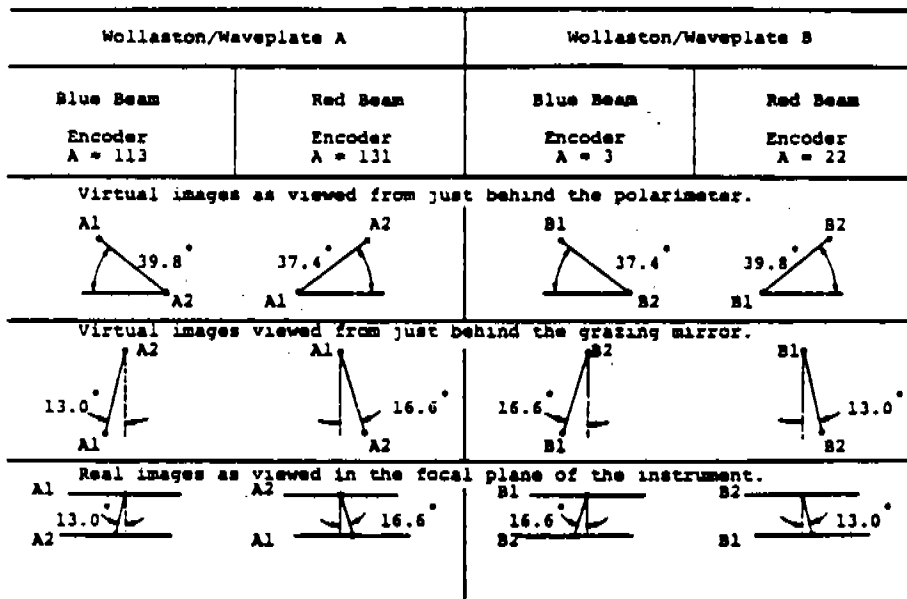 Wollaston/Waveplate A Wollaston/Waveplate B
Blue Beam Red Beam Blue Beam Red Beam
Encoder Encoder Encoder Encoder
A = 113 A = 131 A = 3 A = 22
Virtual images as viewed from just behind the polarimeter.
A1 A2 B1 B2
39.8° 37.4° 37.4° 39.8°
A2 A1 B2 B1
Virtual images viewed from just behind the grazing mirror.
A2 A1 B2 B1
13.0° 16.6° 16.6° 13.0°
A1 A2 B1 B2
Real images as viewed in the focal plane of the instrument.
A1 A2 B1 B2
13.0° 16.6° 16.6° 13.0°
A2 A1 B2 B1